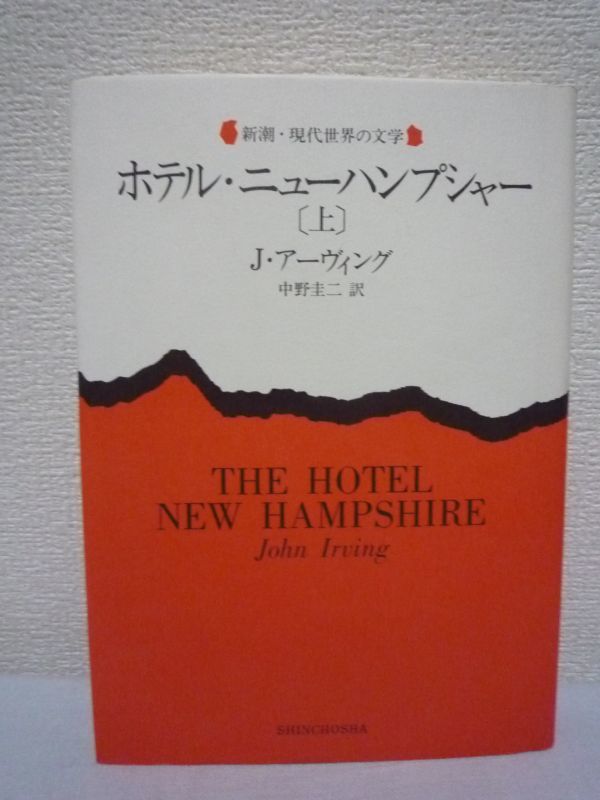 新潮・現代世界の文学
ホテル・ニューハンプシャー
〔上〕
J・アーヴィング
中野圭二 訳
THE HOTEL
NEW HAMPSHIRE
John Irving
SHINCHOSHA